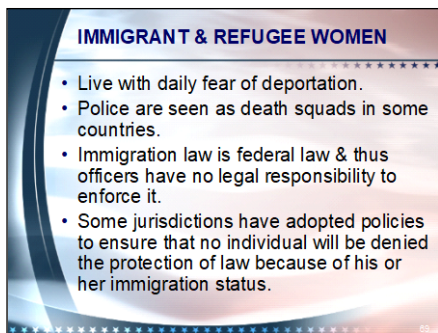 IMMIGRANT & REFUGEE WOMEN
• Live with daily fear of deportation.
• Police are seen as death squads in some
countries.
• Immigration law is federal law & thus
officers have no legal responsibility to
enforce it.
• Some jurisdictions have adopted policies
to ensure that no individual will be denied
the protection of law because of his or
her immigration status.